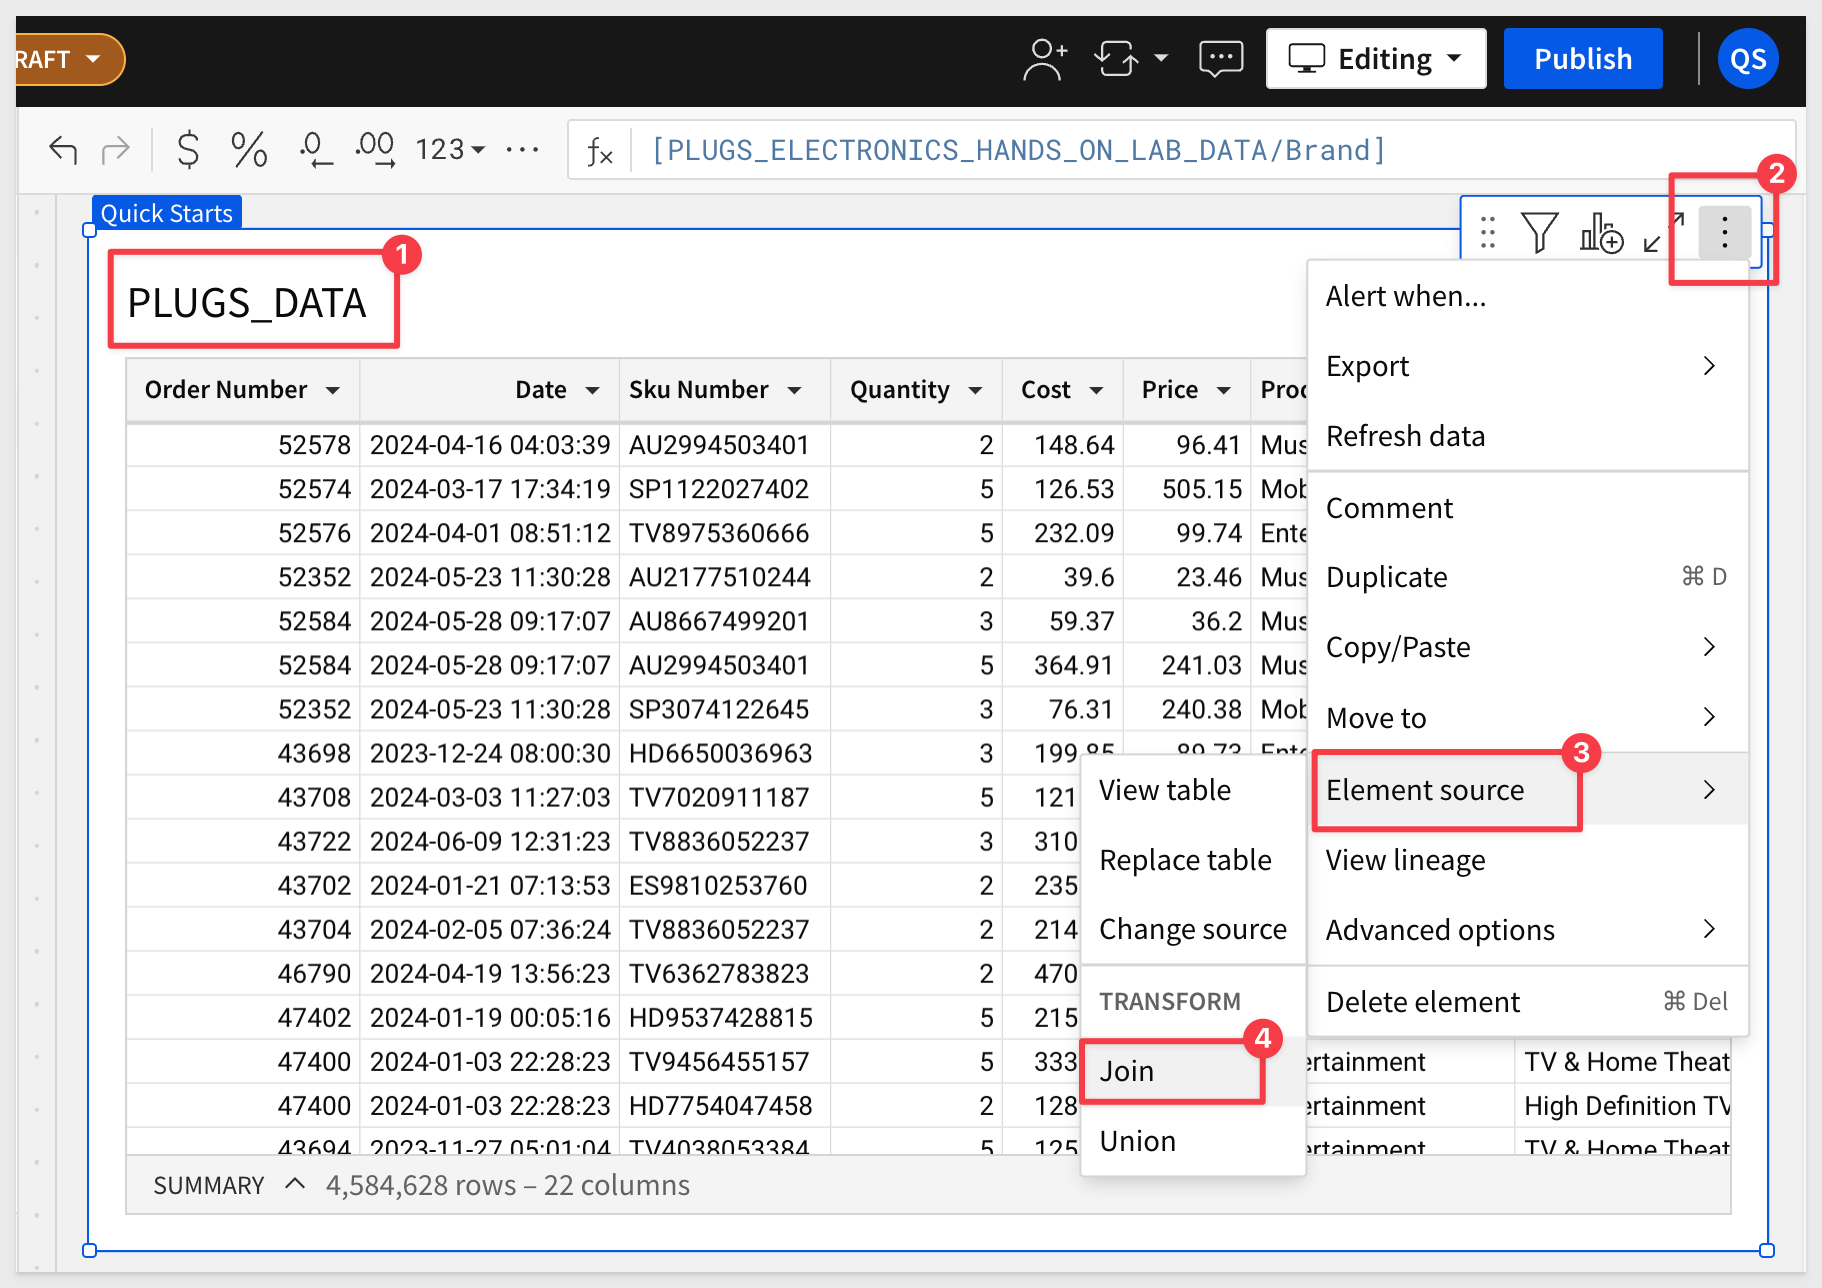 RAFT
Editing
Publish
QS
$ % .0 .00 123 ...
fx [PLUGS_ELECTRONICS_HANDS_ON_LAB_DATA/Brand]
2
Quick Starts
1
PLUGS_DATA
Order Number Date Sku Number Quantity Cost Price
52578 2024-04-16 04:03:39 AU2994503401 2 148.64 96.41 Mus
52574 2024-03-17 17:34:19 SP1122027402 5 126.53 505.15 Mob
52576 2024-04-01 08:51:12 TV8975360666 5 232.09 99.74 Ente
52352 2024-05-23 11:30:28 AU2177510244 2 39.6 23.46 Mus
52584 2024-05-28 09:17:07 AU8667499201 3 59.37 36.2 Mus
52584 2024-05-28 09:17:07 AU2994503401 5 364.91 241.03 Mus
52352 2024-05-23 11:30:28 SP3074122645 3 76.31 240.38 Mob
43698 2023-12-24 08:00:30 HD6650036963 3 199.85 89.73 Ente
43708 2024-03-03 11:27:03 TV7020911187 5 121
43722 2024-06-09 12:31:23 TV8836052237 3 310
43702 2024-01-21 07:13:53 ES9810253760 2 235
43704 2024-02-05 07:36:24 TV8836052237 2 214
46790 2024-04-19 13:56:23 TV6362783823 2 470
47402 2024-01-19 00:05:16 HD9537428815 5 215
47400 2024-01-03 22:28:23 TV9456455157 5 333 ertainment TV & Home Theat
47400 2024-01-03 22:28:23 HD7754047458 2 128 ertainment High Definition TV
43694 2023-11-27 05:01:04 TV4038053384 5 125 ertainment TV & Home Theat
SUMMARY 4,584,628 rows – 22 columns
Alert when...
Export
Refresh data
Comment
Duplicate ⌘ D
Copy/Paste
Move to
3
Element source
View lineage
Advanced options
Delete element ⌘ Del
View table
Replace table
Change source
TRANSFORM
4
Join
Union